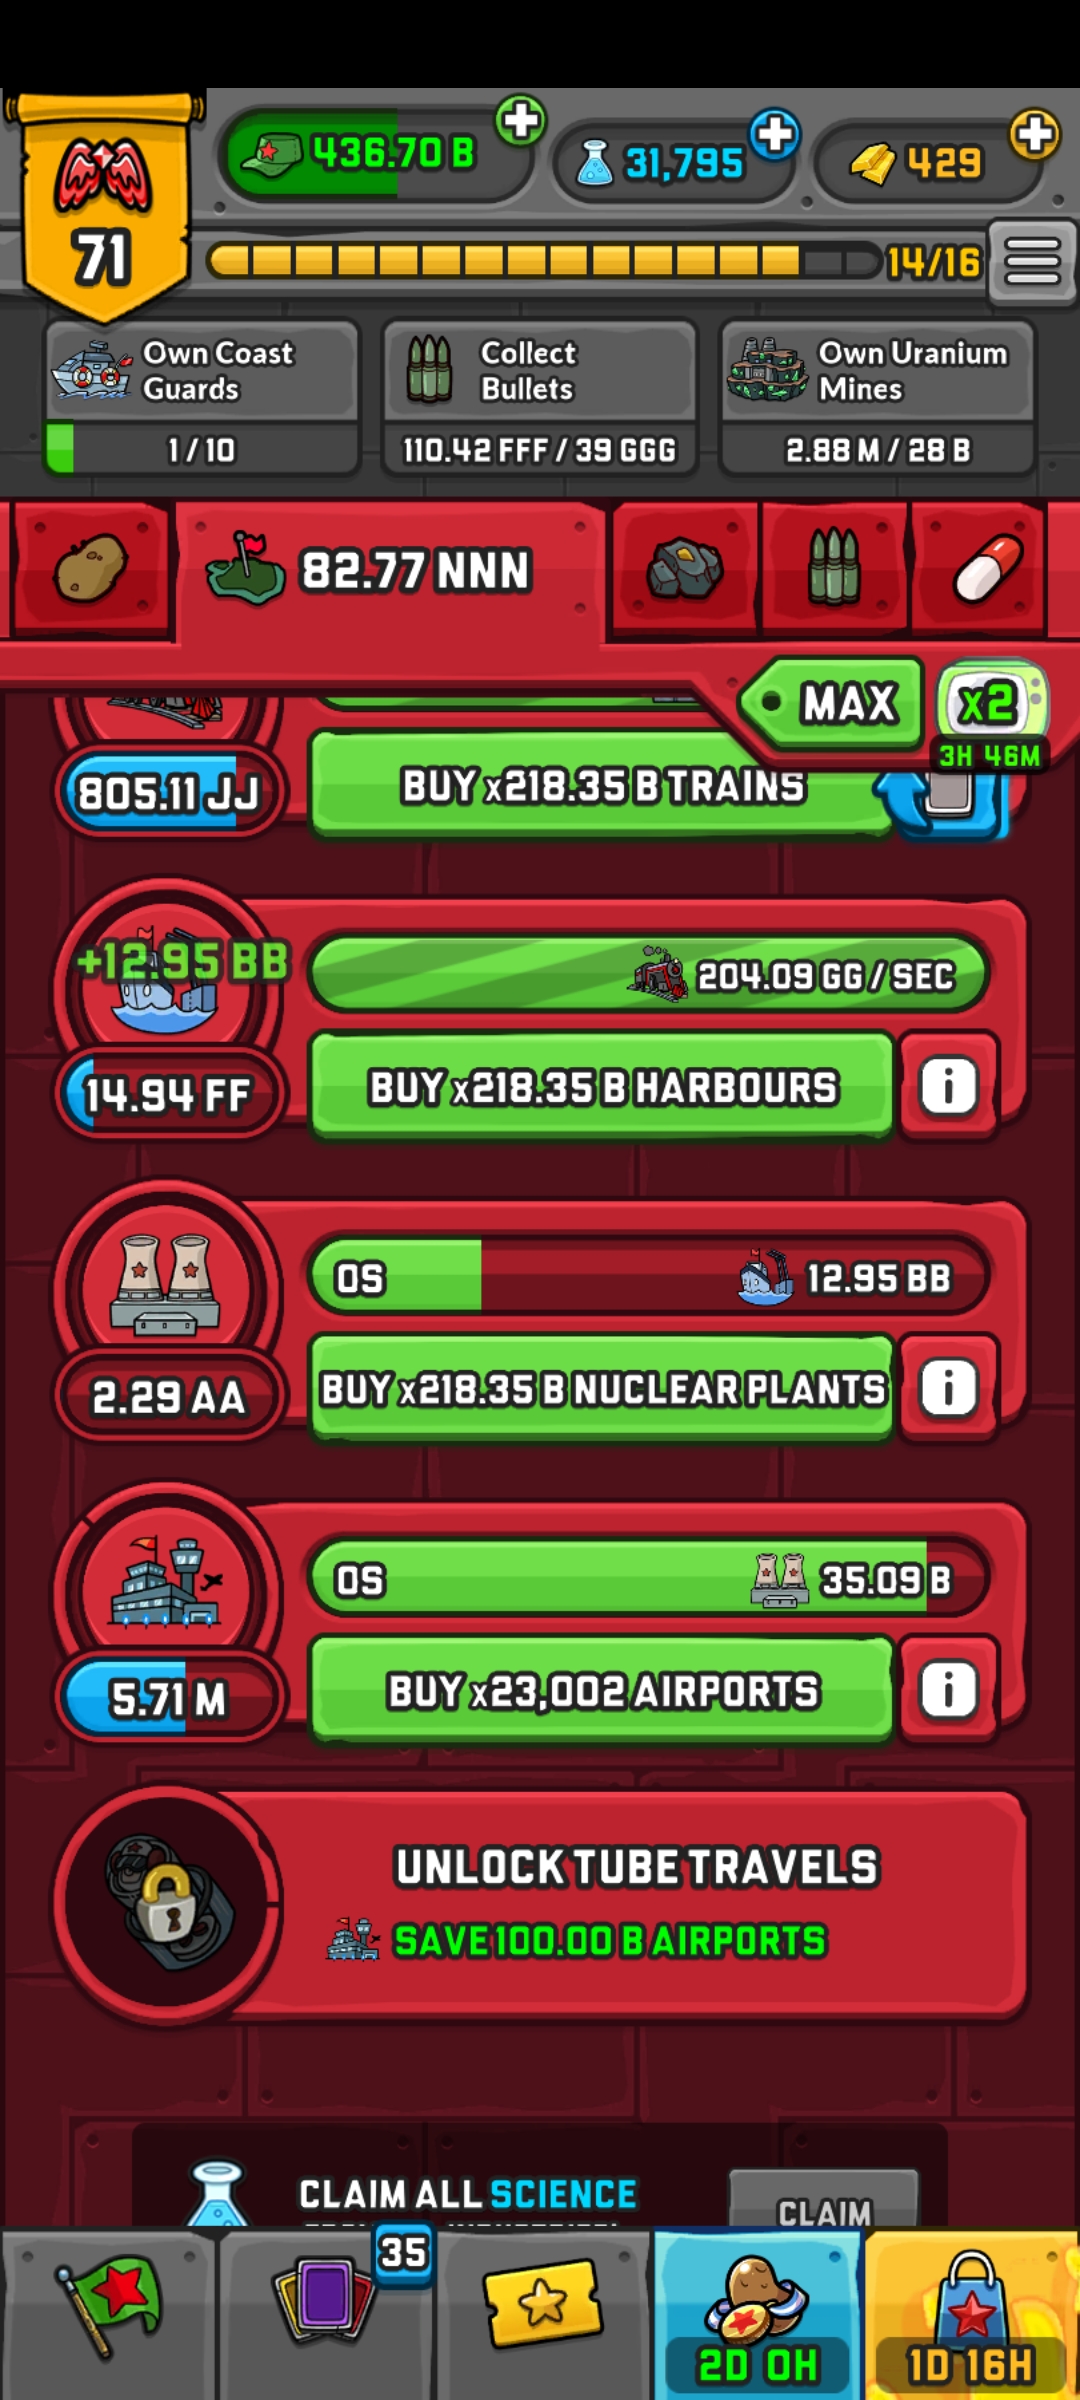 436.70 B
31,795
429
71
14/16
Own Coast
Guards
1/10
Collect
Bullets
110.42 FFF / 39 GGG
Own Uranium
Mines
2.88 M / 28 B
82.77 NNN
MAX
x2
3H 46M
805.11 JJ
BUY x218.35 B TRAINS
+12.95 BB
204.09 GG / SEC
14.94 FF
BUY x218.35 B HARBOURS
i
0S
12.95 BB
2.29 AA
BUY x218.35 B NUCLEAR PLANTS
i
0S
35.09 B
5.71 M
BUY x23,002 AIRPORTS
i
UNLOCK TUBE TRAVELS
SAVE 100.00 B AIRPORTS
CLAIM ALL SCIENCE
CLAIM
35
2D 0H
1D 16H